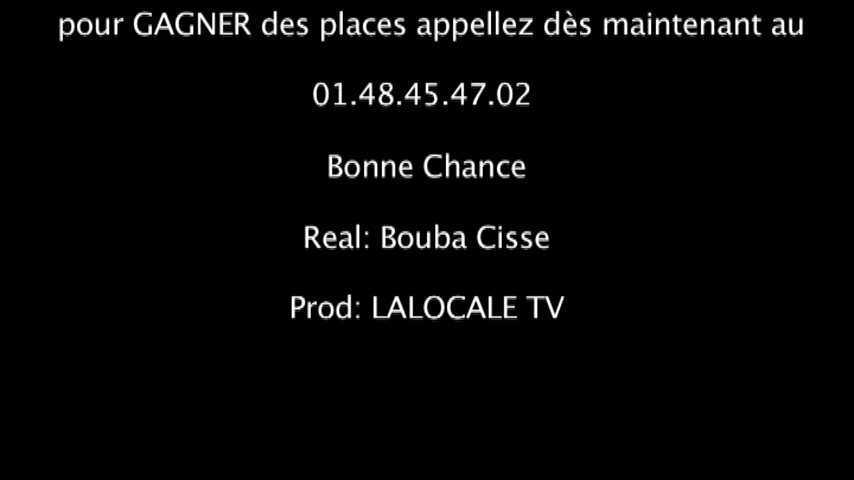 pour GAGNER des places appellez dès maintenant au
01.48.45.47.02
Bonne Chance
Real: Bouba Cisse
Prod: LALOCALE TV